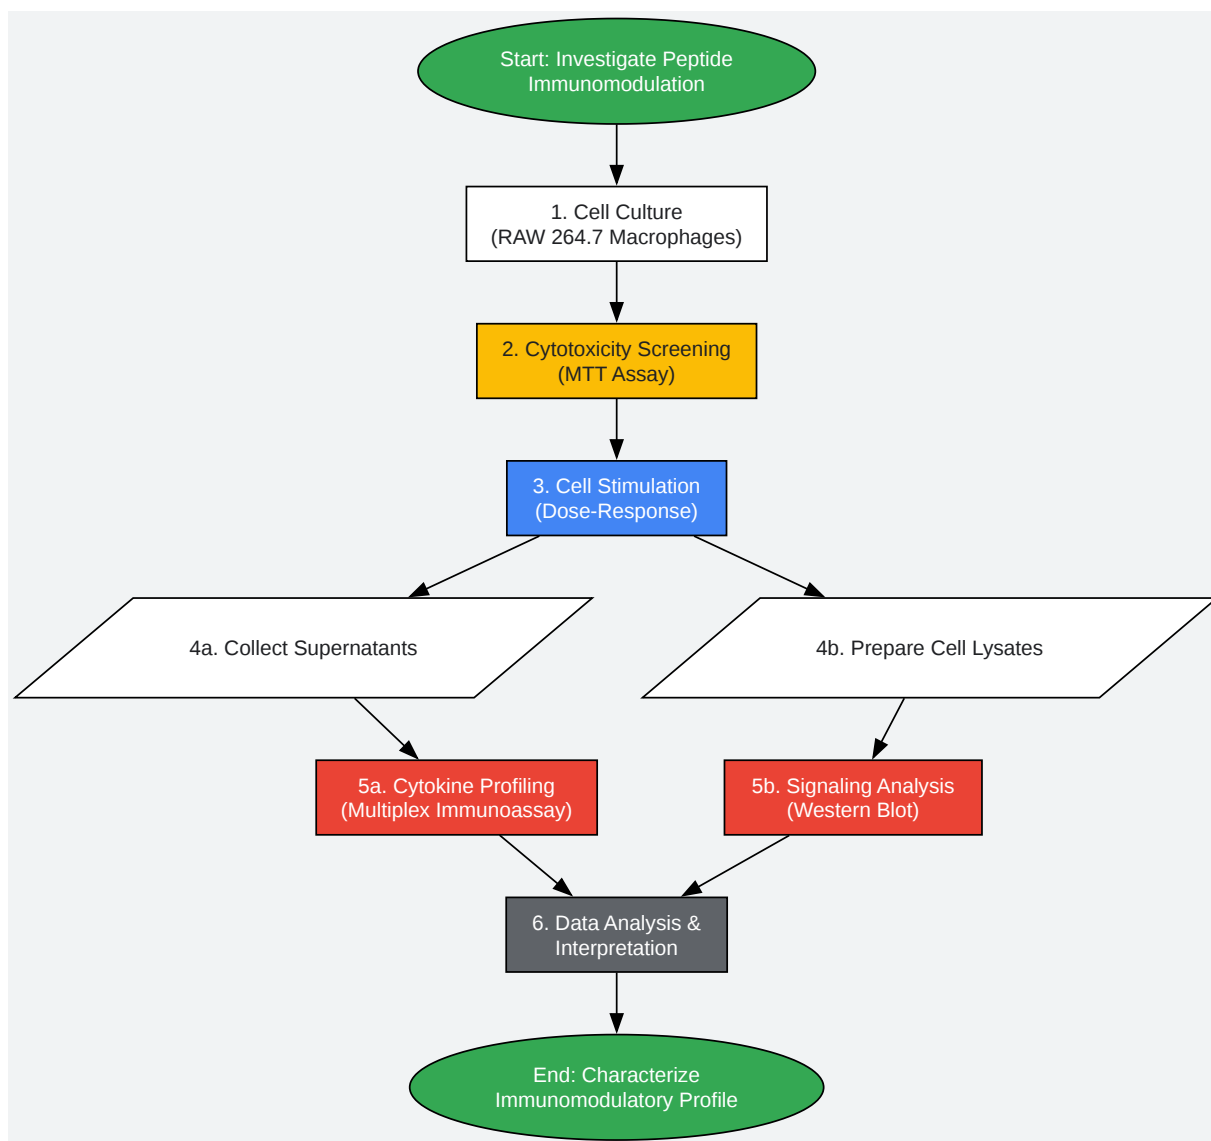 Start: Investigate Peptide
Immunomodulation
1. Cell Culture
(RAW 264.7 Macrophages)
2. Cytotoxicity Screening
(MTT Assay)
3. Cell Stimulation
(Dose-Response)
4a. Collect Supernatants
4b. Prepare Cell Lysates
5a. Cytokine Profiling
(Multiplex Immunoassay)
5b. Signaling Analysis
(Western Blot)
6. Data Analysis &
Interpretation
End: Characterize
Immunomodulatory Profile